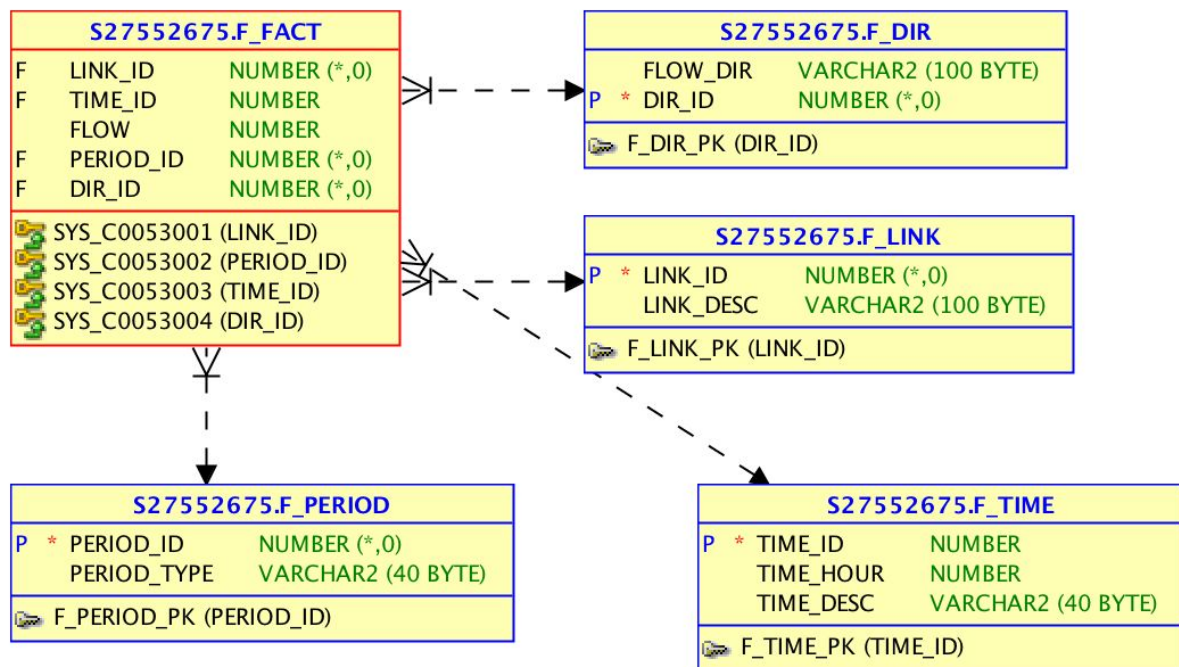 S27552675.F_FACT
F LINK_ID NUMBER (*,0)
F TIME_ID NUMBER
FLOW NUMBER
F PERIOD_ID NUMBER (*,0)
F DIR_ID NUMBER (*,0)
SYS_C0053001 (LINK_ID)
SYS_C0053002 (PERIOD_ID)
SYS_C0053003 (TIME_ID)
SYS_C0053004 (DIR_ID)
S27552675.F_DIR
FLOW_DIR VARCHAR2 (100 BYTE)
P * DIR_ID NUMBER (*,0)
F_DIR_PK (DIR_ID)
S27552675.F_LINK
P * LINK_ID NUMBER (*,0)
LINK_DESC VARCHAR2 (100 BYTE)
F_LINK_PK (LINK_ID)
S27552675.F_PERIOD
P * PERIOD_ID NUMBER (*,0)
PERIOD_TYPE VARCHAR2 (40 BYTE)
F_PERIOD_PK (PERIOD_ID)
S27552675.F_TIME
P * TIME_ID NUMBER
TIME_HOUR NUMBER
TIME_DESC VARCHAR2 (40 BYTE)
F_TIME_PK (TIME_ID)